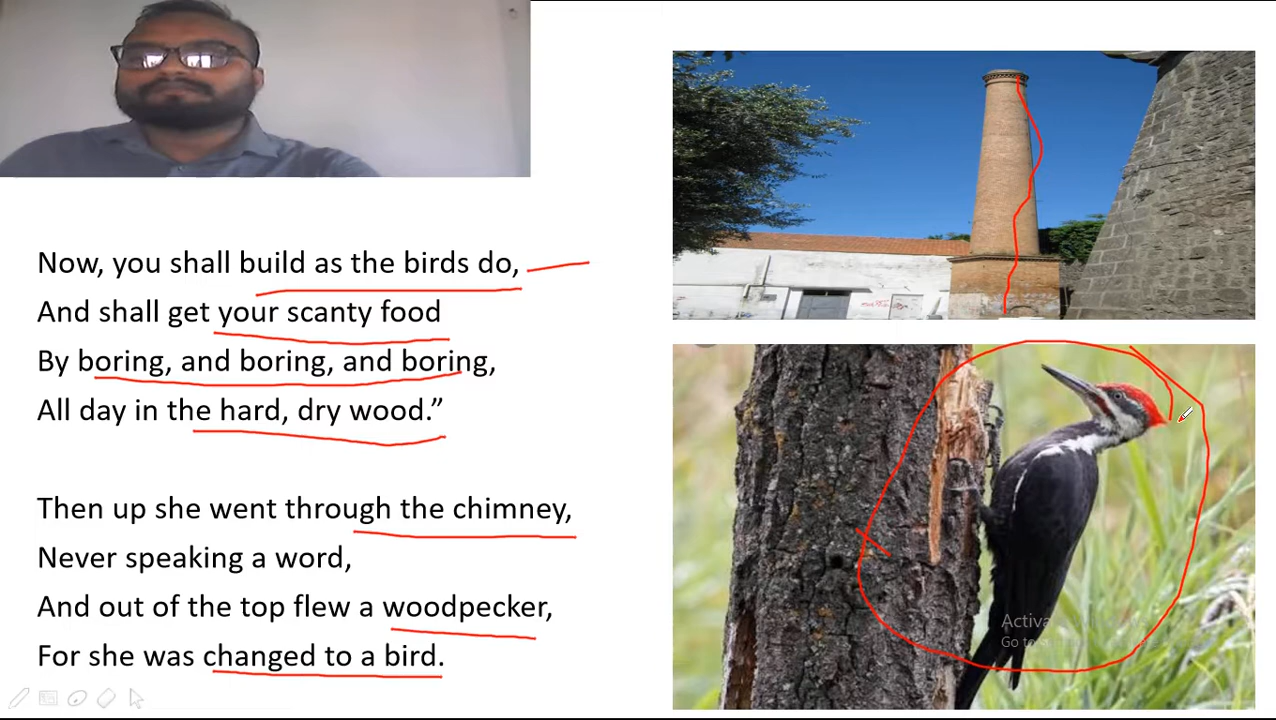 Now, you shall build as the birds do,
And shall get your scanty food
By boring, and boring, and boring,
All day in the hard, dry wood.”
Then up she went through the chimney,
Never speaking a word,
And out of the top flew a woodpecker,
For she was changed to a bird.